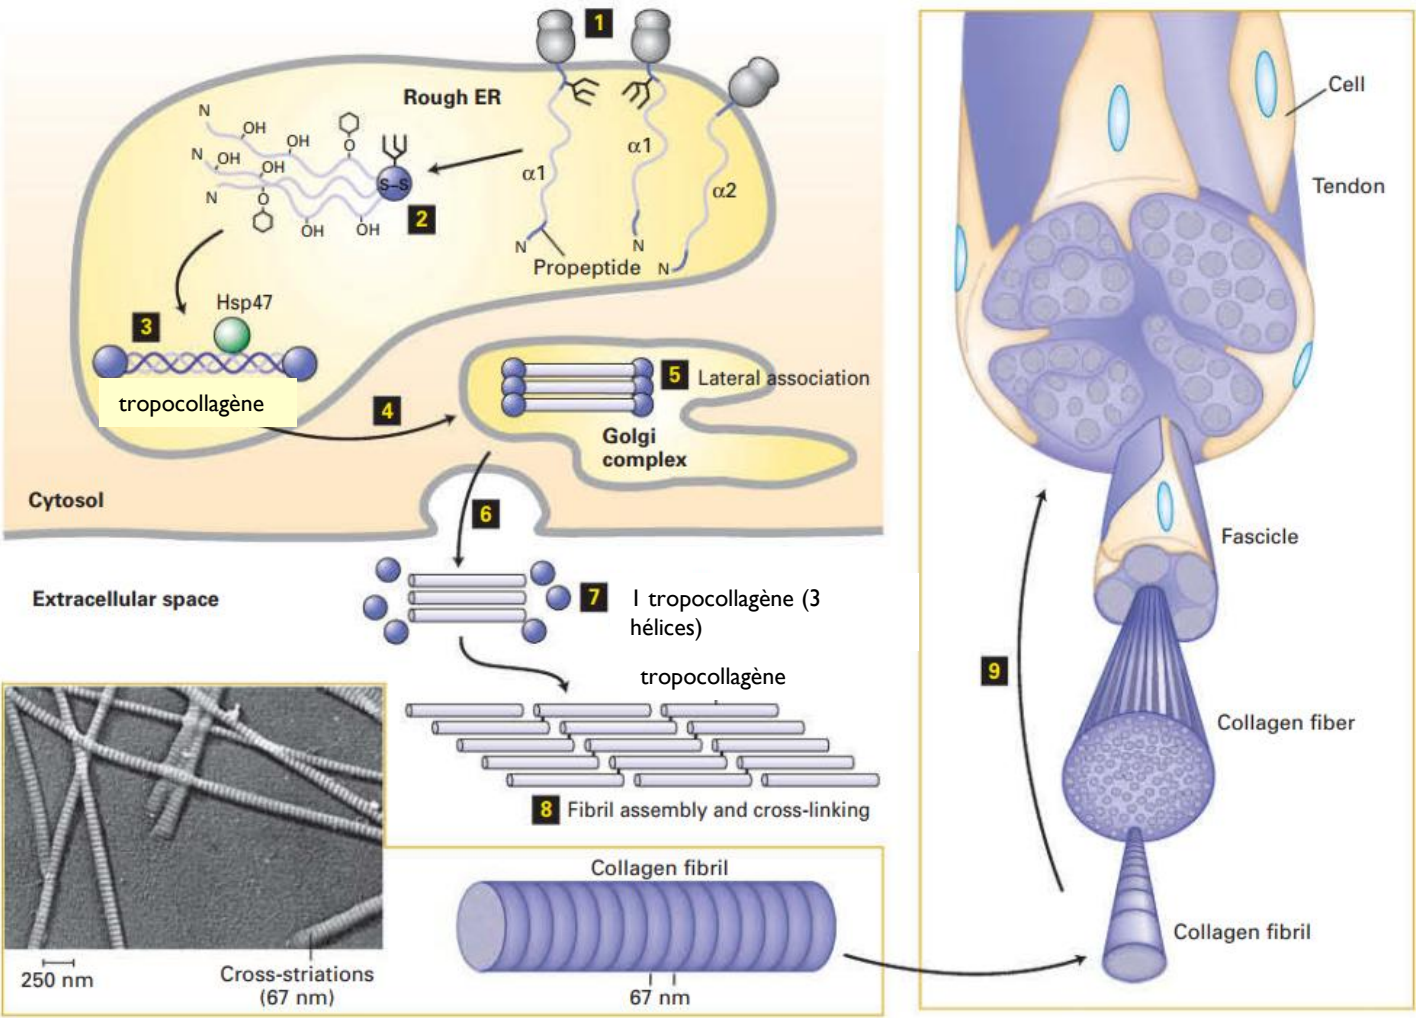 1
Rough ER
N
OH
OH
O
α1
α1
α2
N
OH
OH
S–S
N
O
2
OH
OH
N
N
N
Propeptide
3
Hsp47
tropocollagène
4
5
Lateral association
Golgi
complex
Cytosol
6
Extracellular space
7
1 tropocollagène (3
hélices)
tropocollagène
8
Fibril assembly and cross-linking
Collagen fibril
67 nm
250 nm
Cross-striations
(67 nm)
Cell
Tendon
Fascicle
9
Collagen fiber
Collagen fibril